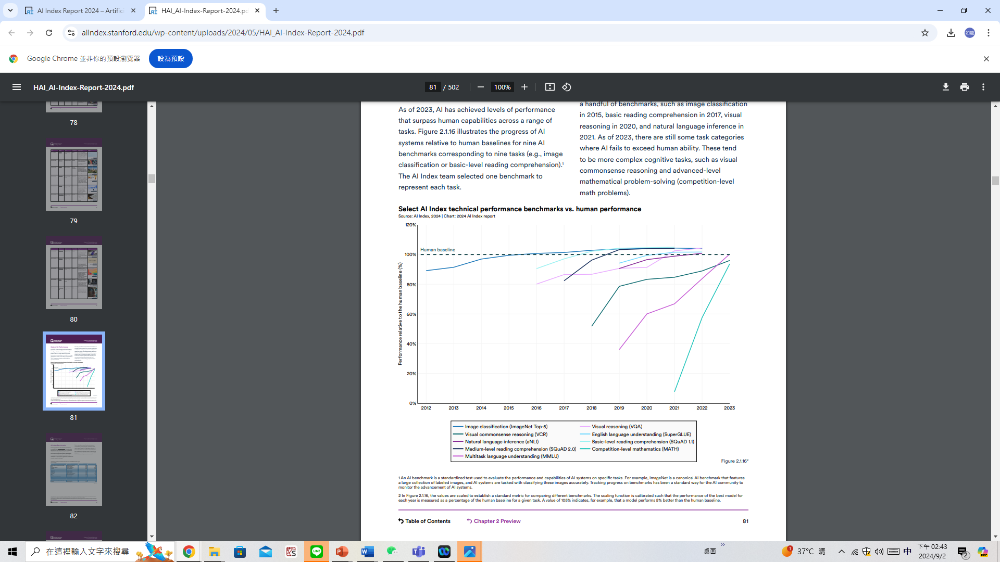 AI Index Report 2024 – Artific
HAI_AI-Index-Report-2024.pd
aiindex.stanford.edu/wp-content/uploads/2024/05/HAI_AI-Index-Report-2024.pdf
如龍
Google Chrome 並非你的預設瀏覽器
設為預設
HAI_AI-Index-Report-2024.pdf
81 / 502
100%
78
79
80
81
82
As of 2023, AI has achieved levels of performance
that surpass human capabilities across a range of
tasks. Figure 2.1.16 illustrates the progress of AI
systems relative to human baselines for nine AI
benchmarks corresponding to nine tasks (e.g., image
classification or basic-level reading comprehension).¹
The AI Index team selected one benchmark to
represent each task.
a handful of benchmarks, such as image classification
in 2015, basic reading comprehension in 2017, visual
reasoning in 2020, and natural language inference in
2021. As of 2023, there are still some task categories
where AI fails to exceed human ability. These tend
to be more complex cognitive tasks, such as visual
commonsense reasoning and advanced-level
mathematical problem-solving (competition-level
math problems).
Select AI Index technical performance benchmarks vs. human performance
Source: AI Index, 2024 | Chart: 2024 AI Index report
120%
Human baseline
100%
80%
60%
40%
20%
0%
Performance relative to the human baseline (%)
2012 2013 2014 2015 2016 2017 2018 2019 2020 2021 2022 2023
Image classification (ImageNet Top-5)
Visual commonsense reasoning (VCR)
Natural language inference (aNLI)
Medium-level reading comprehension (SQuAD 2.0)
Multitask language understanding (MMLU)
Visual reasoning (VQA)
English language understanding (SuperGLUE)
Basic-level reading comprehension (SQuAD 1.1)
Competition-level mathematics (MATH)
Figure 2.1.16²
1 An AI benchmark is a standardized test used to evaluate the performance and capabilities of AI systems on specific tasks. For example, ImageNet is a canonical AI benchmark that features
a large collection of labeled images, and AI systems are tasked with classifying these images accurately. Tracking progress on benchmarks has been a standard way for the AI community to
monitor the advancement of AI systems.
2 In Figure 2.1.16, the values are scaled to establish a standard metric for comparing different benchmarks. The scaling function is calibrated such that the performance of the best model for
each year is measured as a percentage of the human baseline for a given task. A value of 105% indicates, for example, that a model performs 5% better than the human baseline.
Table of Contents
Chapter 2 Preview
81
在這裡輸入文字來搜尋
桌面
1
37°C 晴
中
下午 02:43
2024/9/2
2
PRE